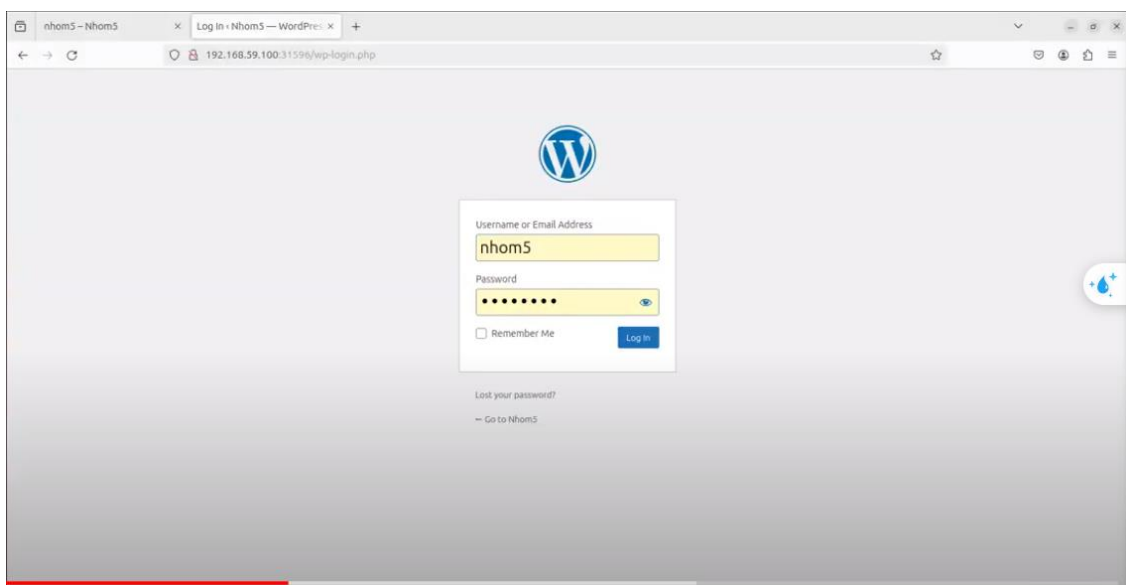 nhom5 – Nhom5
Log In ‹ Nhom5 — WordPres
192.168.59.100:31596/wp-login.php
Username or Email Address
nhom5
Password
••••••••
Remember Me
Log In
Lost your password?
← Go to Nhom5